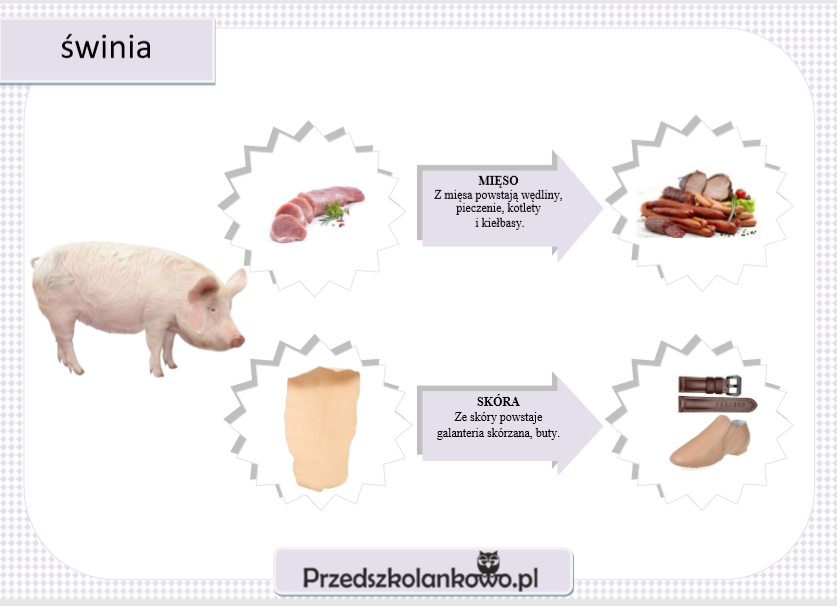 świnia
MIĘSO
Z mięsa powstają wędliny,
pieczenie, kotlety
i kiełbasy.
SKÓRA
Ze skóry powstaje
galanteria skórzana, buty.
Przedszkolankowo.pl